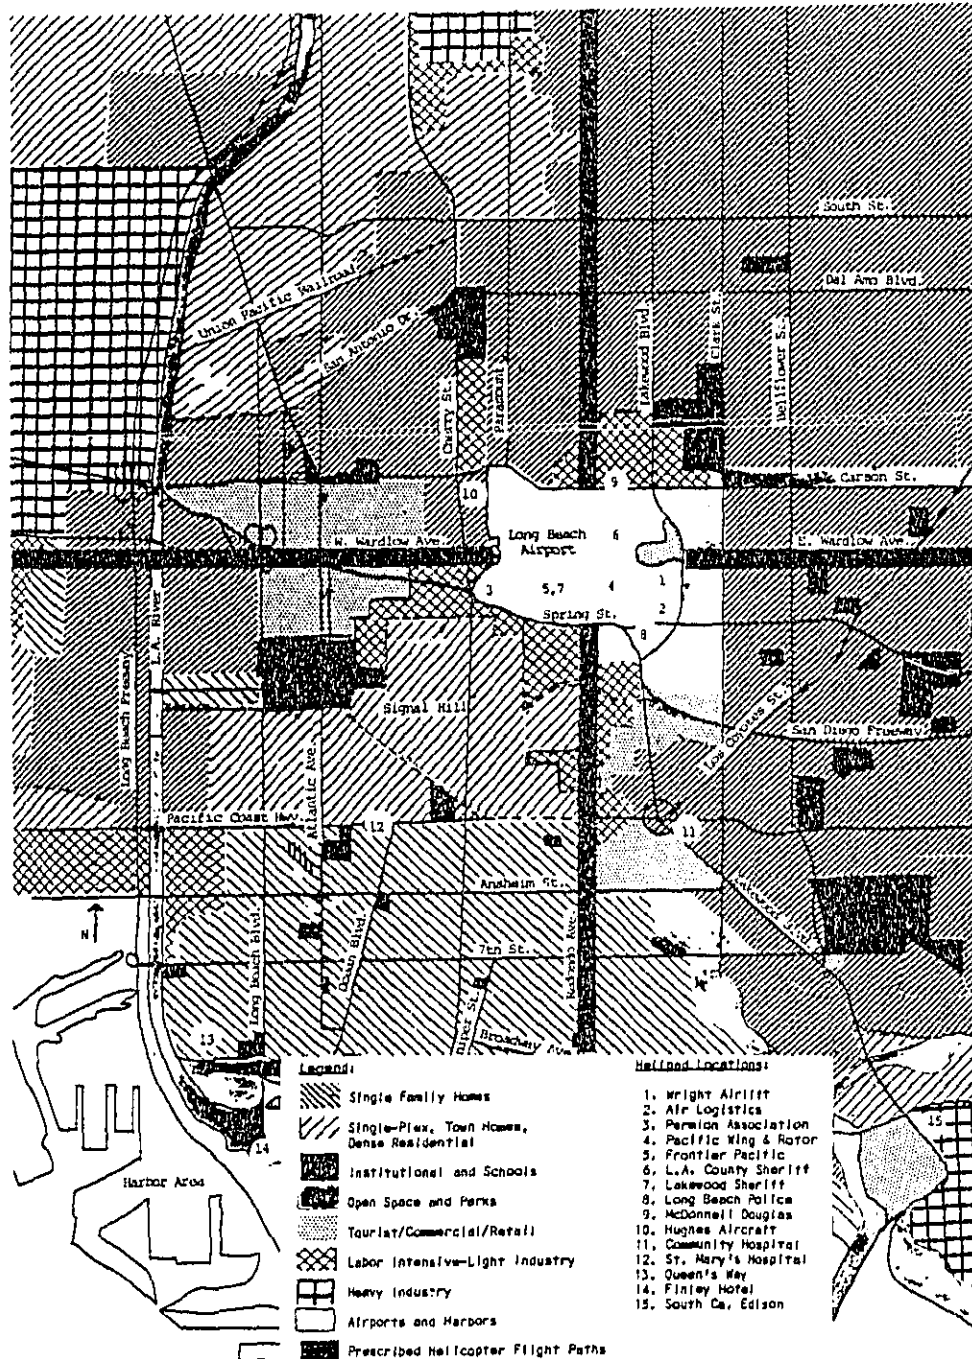 South St.
Del Amo Blvd.
Union Pacific Railroad
San Antonio Dr.
Cherry St.
Paramount
Lakewood Blvd.
Clark St.
Bellflower St.
Carson St.
10
9
Long Beach
Airport
6
W. Wardlow Ave.
E. Wardlow Ave.
3
5,7
4
1
2
Spring St.
8
L.A. River
Long Beach Freeway
Signal Hill
Los Coyotes St.
San Diego Freeway
Atlantic Ave.
Pacific Coast Hwy.
12
11
Anaheim St.
N
7th St.
Long Beach Blvd.
Ocean Blvd.
Redondo Ave.
Broadway Ave.
13
14
15
Harbor Area
Legend:
Single Family Homes
Single-Plex, Town Homes,
Dense Residential
Institutional and Schools
Open Space and Parks
Tourist/Commercial/Retail
Labor Intensive-Light Industry
Heavy Industry
Airports and Harbors
Prescribed Helicopter Flight Paths
Helipad Locations:
1. Wright Airlift
2. Air Logistics
3. Permian Association
4. Pacific Wing & Rotor
5. Frontier Pacific
6. L.A. County Sheriff
7. Lakewood Sheriff
8. Long Beach Police
9. McDonnell Douglas
10. Hughes Aircraft
11. Community Hospital
12. St. Mary's Hospital
13. Queen's Way
14. Finley Hotel
15. South Ca. Edison